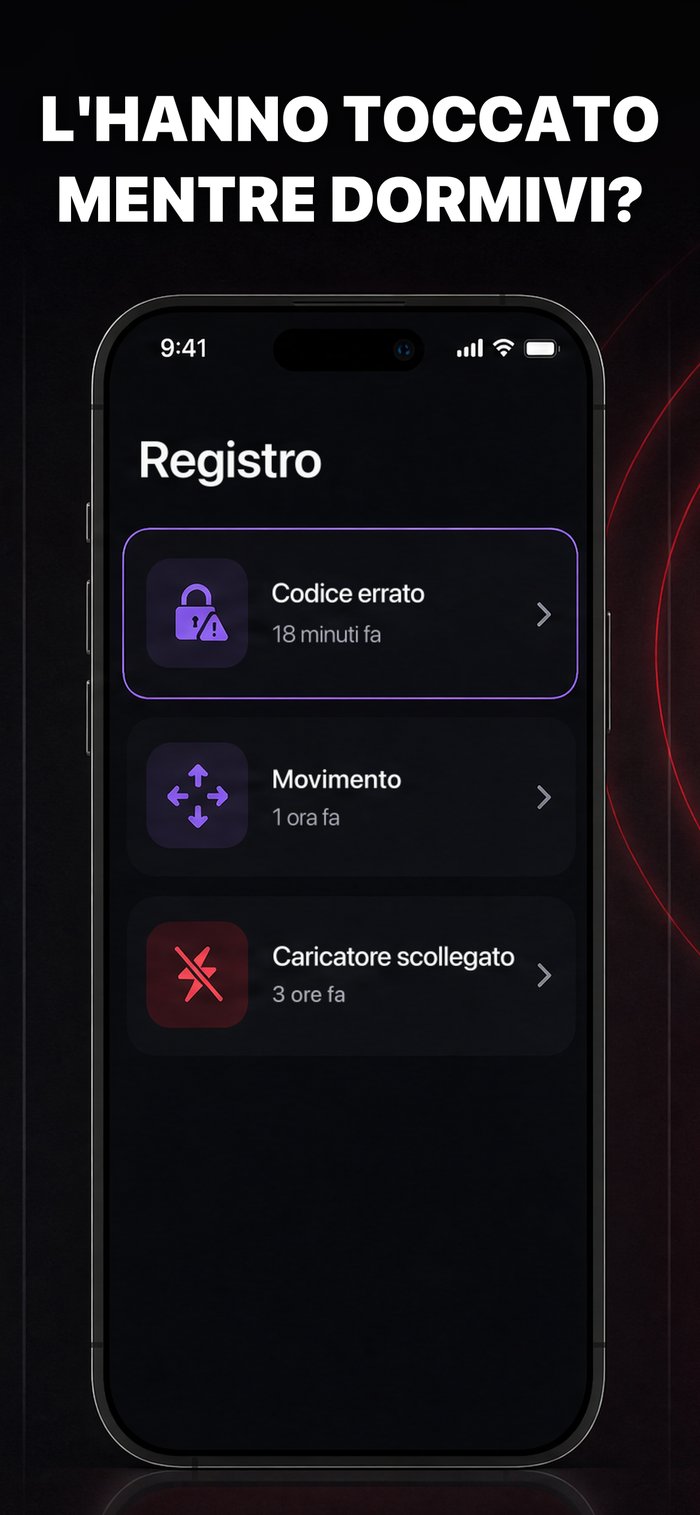 L'HANNO TOCCATO
MENTRE DORMIVI?
9:41
Registro
Codice errato
18 minuti fa
Movimento
1 ora fa
Caricatore scollegato
3 ore fa